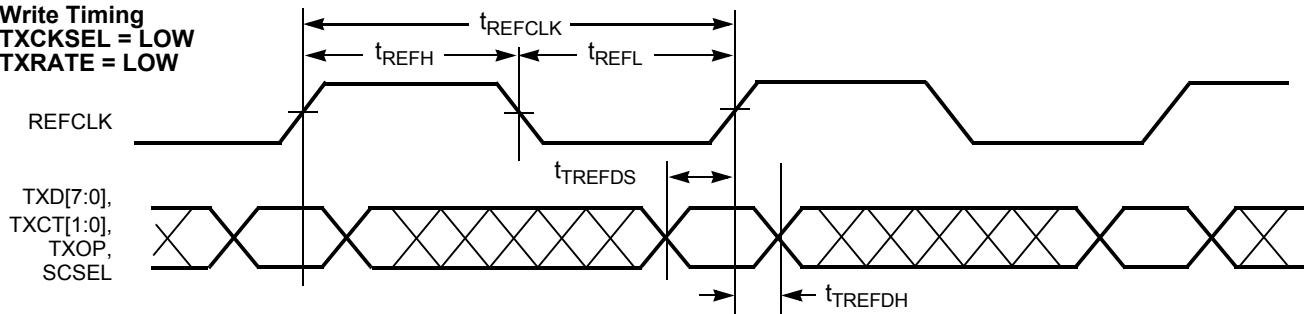 Write Timing
TXCKSEL = LOW
TXRATE = LOW
tREFCLK
tREFH
tREFL
REFCLK
tTREFDS
TXD[7:0],
TXCT[1:0],
TXOP,
SCSEL
tTREFDH